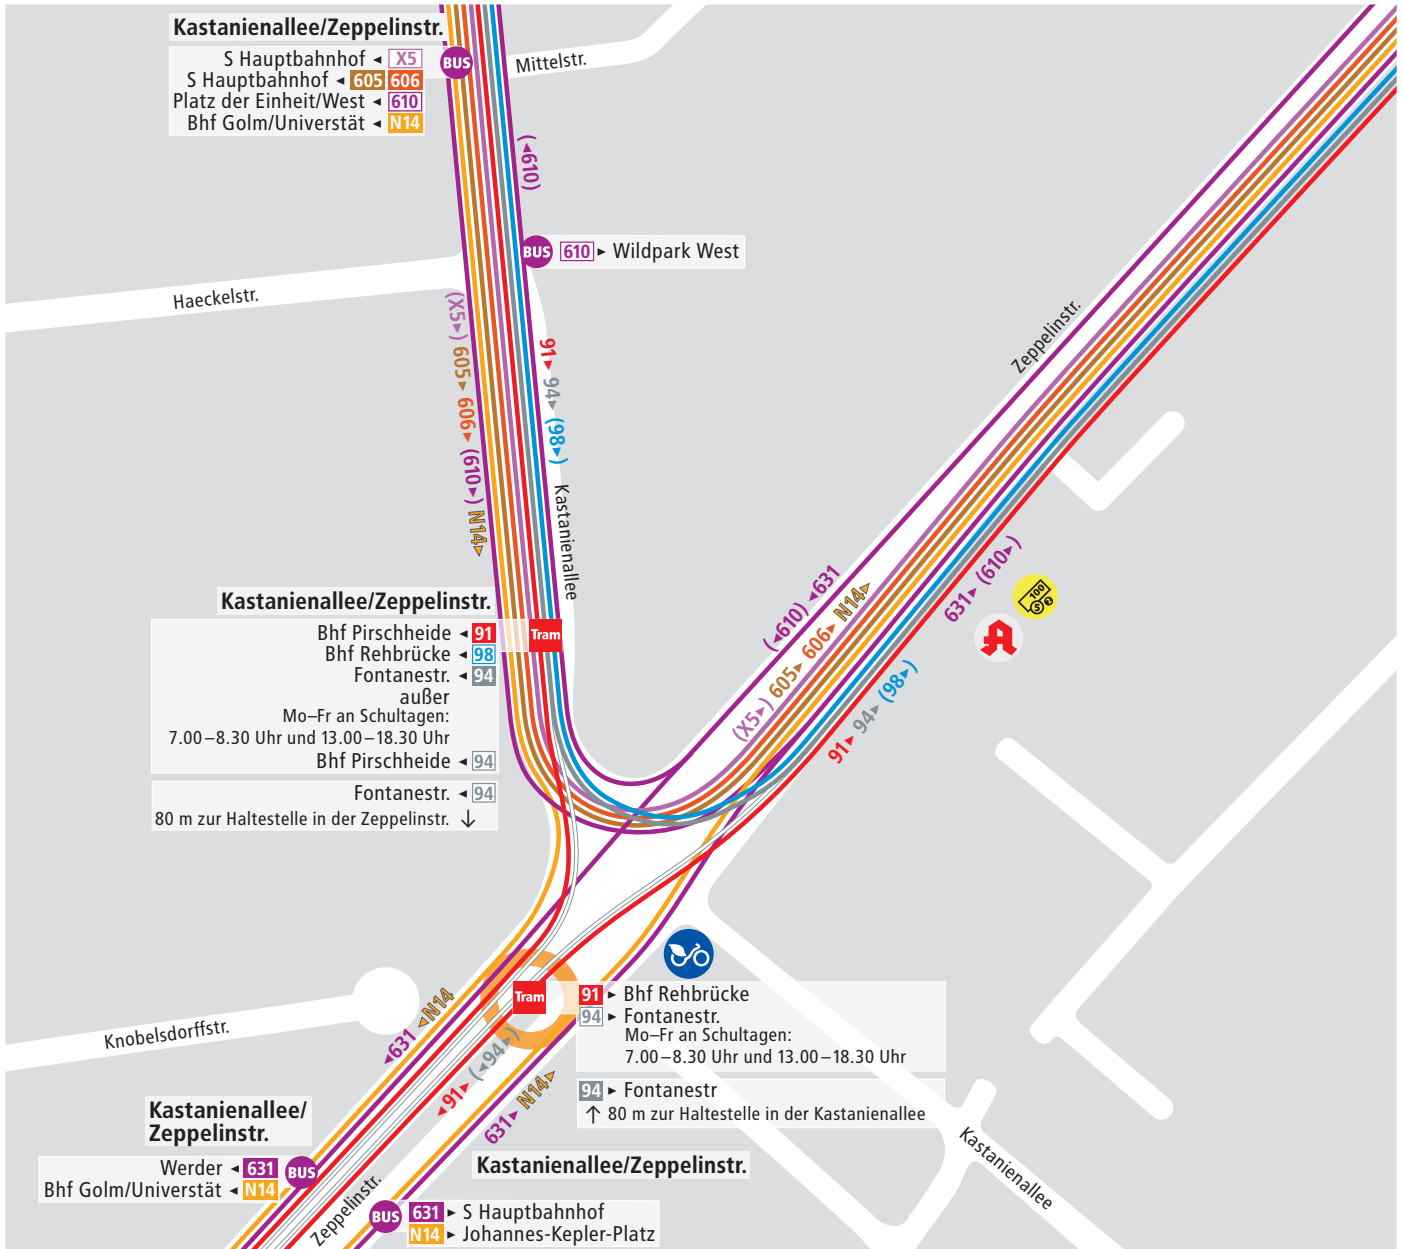 Kastanienallee/Zeppelinstr.
S Hauptbahnhof ◄ X5
S Hauptbahnhof ◄ 605 606
Platz der Einheit/West ◄ 610
Bhf Golm/Universtät ◄ N14
BUS
Mittelstr.
(◄610)
BUS 610 ► Wildpark West
Haeckelstr.
(X5►) 605► 606► (610►) N14►
91► 94► (98►)
Kastanienallee
Zeppelinstr.
Kastanienallee/Zeppelinstr.
Bhf Pirschheide ◄ 91
Bhf Rehbrücke ◄ 98
Fontanestr. ◄ 94
außer
Mo–Fr an Schultagen:
7.00–8.30 Uhr und 13.00–18.30 Uhr
Bhf Pirschheide ◄ 94
Fontanestr. ◄ 94
80 m zur Haltestelle in der Zeppelinstr. ↓
Tram
(◄610) ◄631
(X5►) 605► 606► N14►
631► (610►)
91► 94► (98►)
100
$
A
Tram
91 ► Bhf Rehbrücke
94 ► Fontanestr.
Mo–Fr an Schultagen:
7.00–8.30 Uhr und 13.00–18.30 Uhr
94 ► Fontanestr
↑ 80 m zur Haltestelle in der Kastanienallee
Knobelsdorffstr.
◄631 ◄N14
◄91► (◄94►)
631► N14►
Kastanienallee/
Zeppelinstr.
Werder ◄ 631
Bhf Golm/Universtät ◄ N14
BUS
Zeppelinstr.
Kastanienallee/Zeppelinstr.
BUS
631 ► S Hauptbahnhof
N14 ► Johannes-Kepler-Platz
Kastanienallee